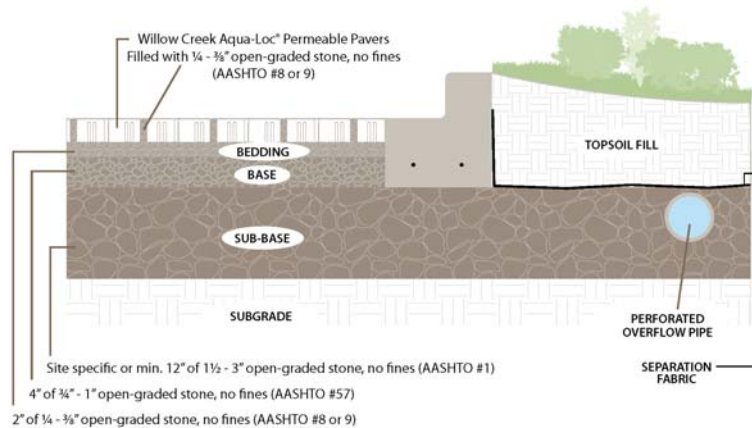 Willow Creek Aqua-Loc® Permeable Pavers
Filled with ¼ - ⅜" open-graded stone, no fines
(AASHTO #8 or 9)
BEDDING
BASE
SUB-BASE
SUBGRADE
TOPSOIL FILL
PERFORATED
OVERFLOW PIPE
SEPARATION
FABRIC
Site specific or min. 12" of 1½ - 3" open-graded stone, no fines (AASHTO #1)
4" of ¾" - 1" open-graded stone, no fines (AASHTO #57)
2" of ¼ - ⅜" open-graded stone, no fines (AASHTO #8 or 9)